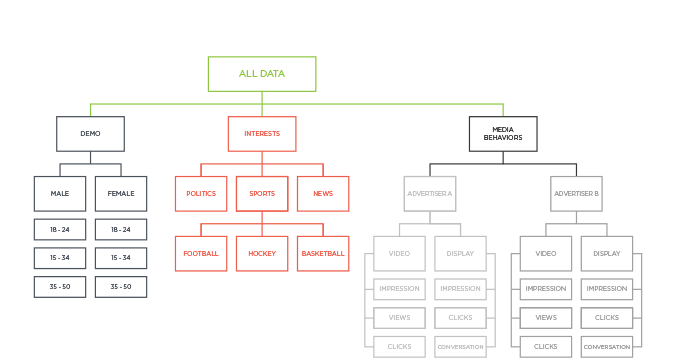 ALL DATA
DEMO
INTERESTS
MEDIA
BEHAVIORS
MALE
FEMALE
POLITICS
SPORTS
NEWS
ADVERTISER A
ADVERTISER B
18 - 24
18 - 24
15 - 34
15 - 34
35 - 50
35 - 50
FOOTBALL
HOCKEY
BASKETBALL
VIDEO
DISPLAY
VIDEO
DISPLAY
IMPRESSION
IMPRESSION
IMPRESSION
IMPRESSION
VIEWS
CLICKS
VIEWS
CLICKS
CLICKS
CONVERSATION
CLICKS
CONVERSATION